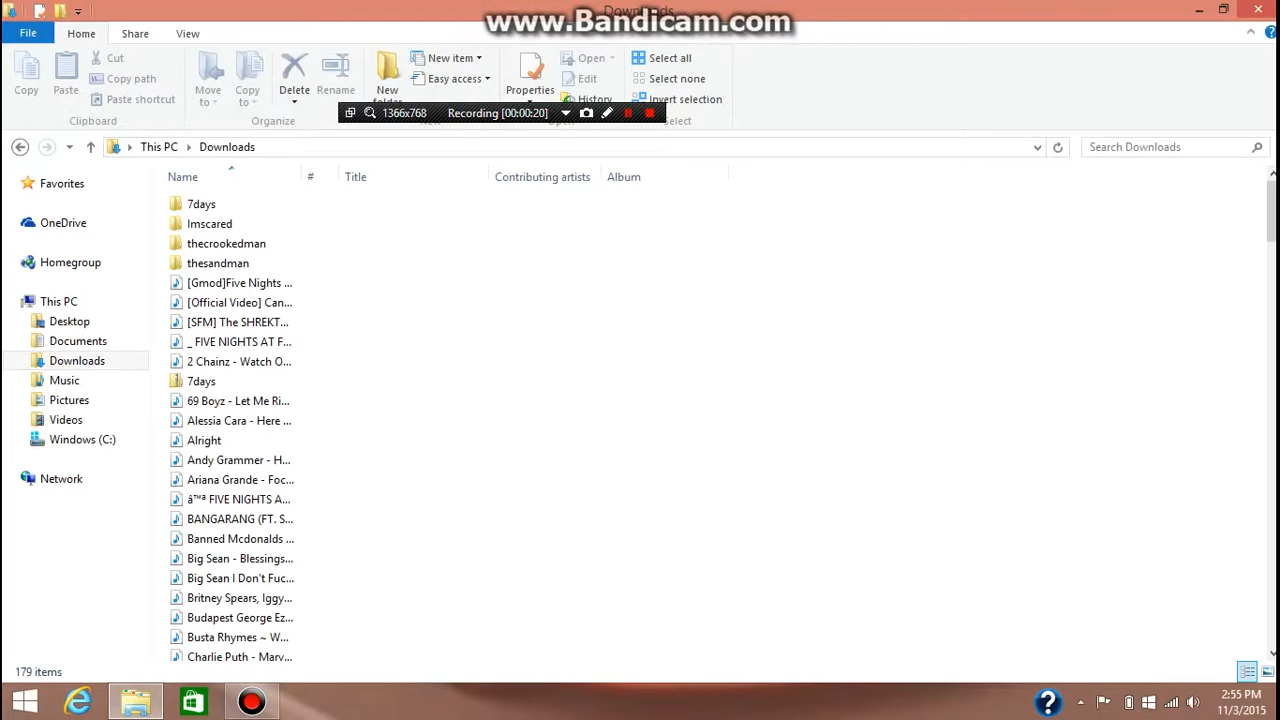 Downloads
www.Bandicam.com
File Home Share View
Copy Paste Cut Copy path Paste shortcut Move to Copy to Delete Rename New folder New item Easy access Properties Open Edit History Select all Select none Invert selection
1366x768 Recording [00:00:20]
Clipboard Organize New Open Select
This PC Downloads Search Downloads
Name # Title Contributing artists Album
Favorites
OneDrive
Homegroup
This PC
Desktop
Documents
Downloads
Music
Pictures
Videos
Windows (C:)
Network
7days
Imscared
thecrookedman
thesandman
[Gmod]Five Nights ...
[Official Video] Can...
[SFM] The SHREKT...
_ FIVE NIGHTS AT F...
2 Chainz - Watch O...
7days
69 Boyz - Let Me Ri...
Alessia Cara - Here ...
Alright
Andy Grammer - H...
Ariana Grande - Foc...
â™ª FIVE NIGHTS A...
BANGARANG (FT. S...
Banned Mcdonalds ...
Big Sean - Blessings...
Big Sean I Don't Fuc...
Britney Spears, Iggy...
Budapest George Ez...
Busta Rhymes ~ W...
Charlie Puth - Marv...
179 items
2:55 PM
11/3/2015